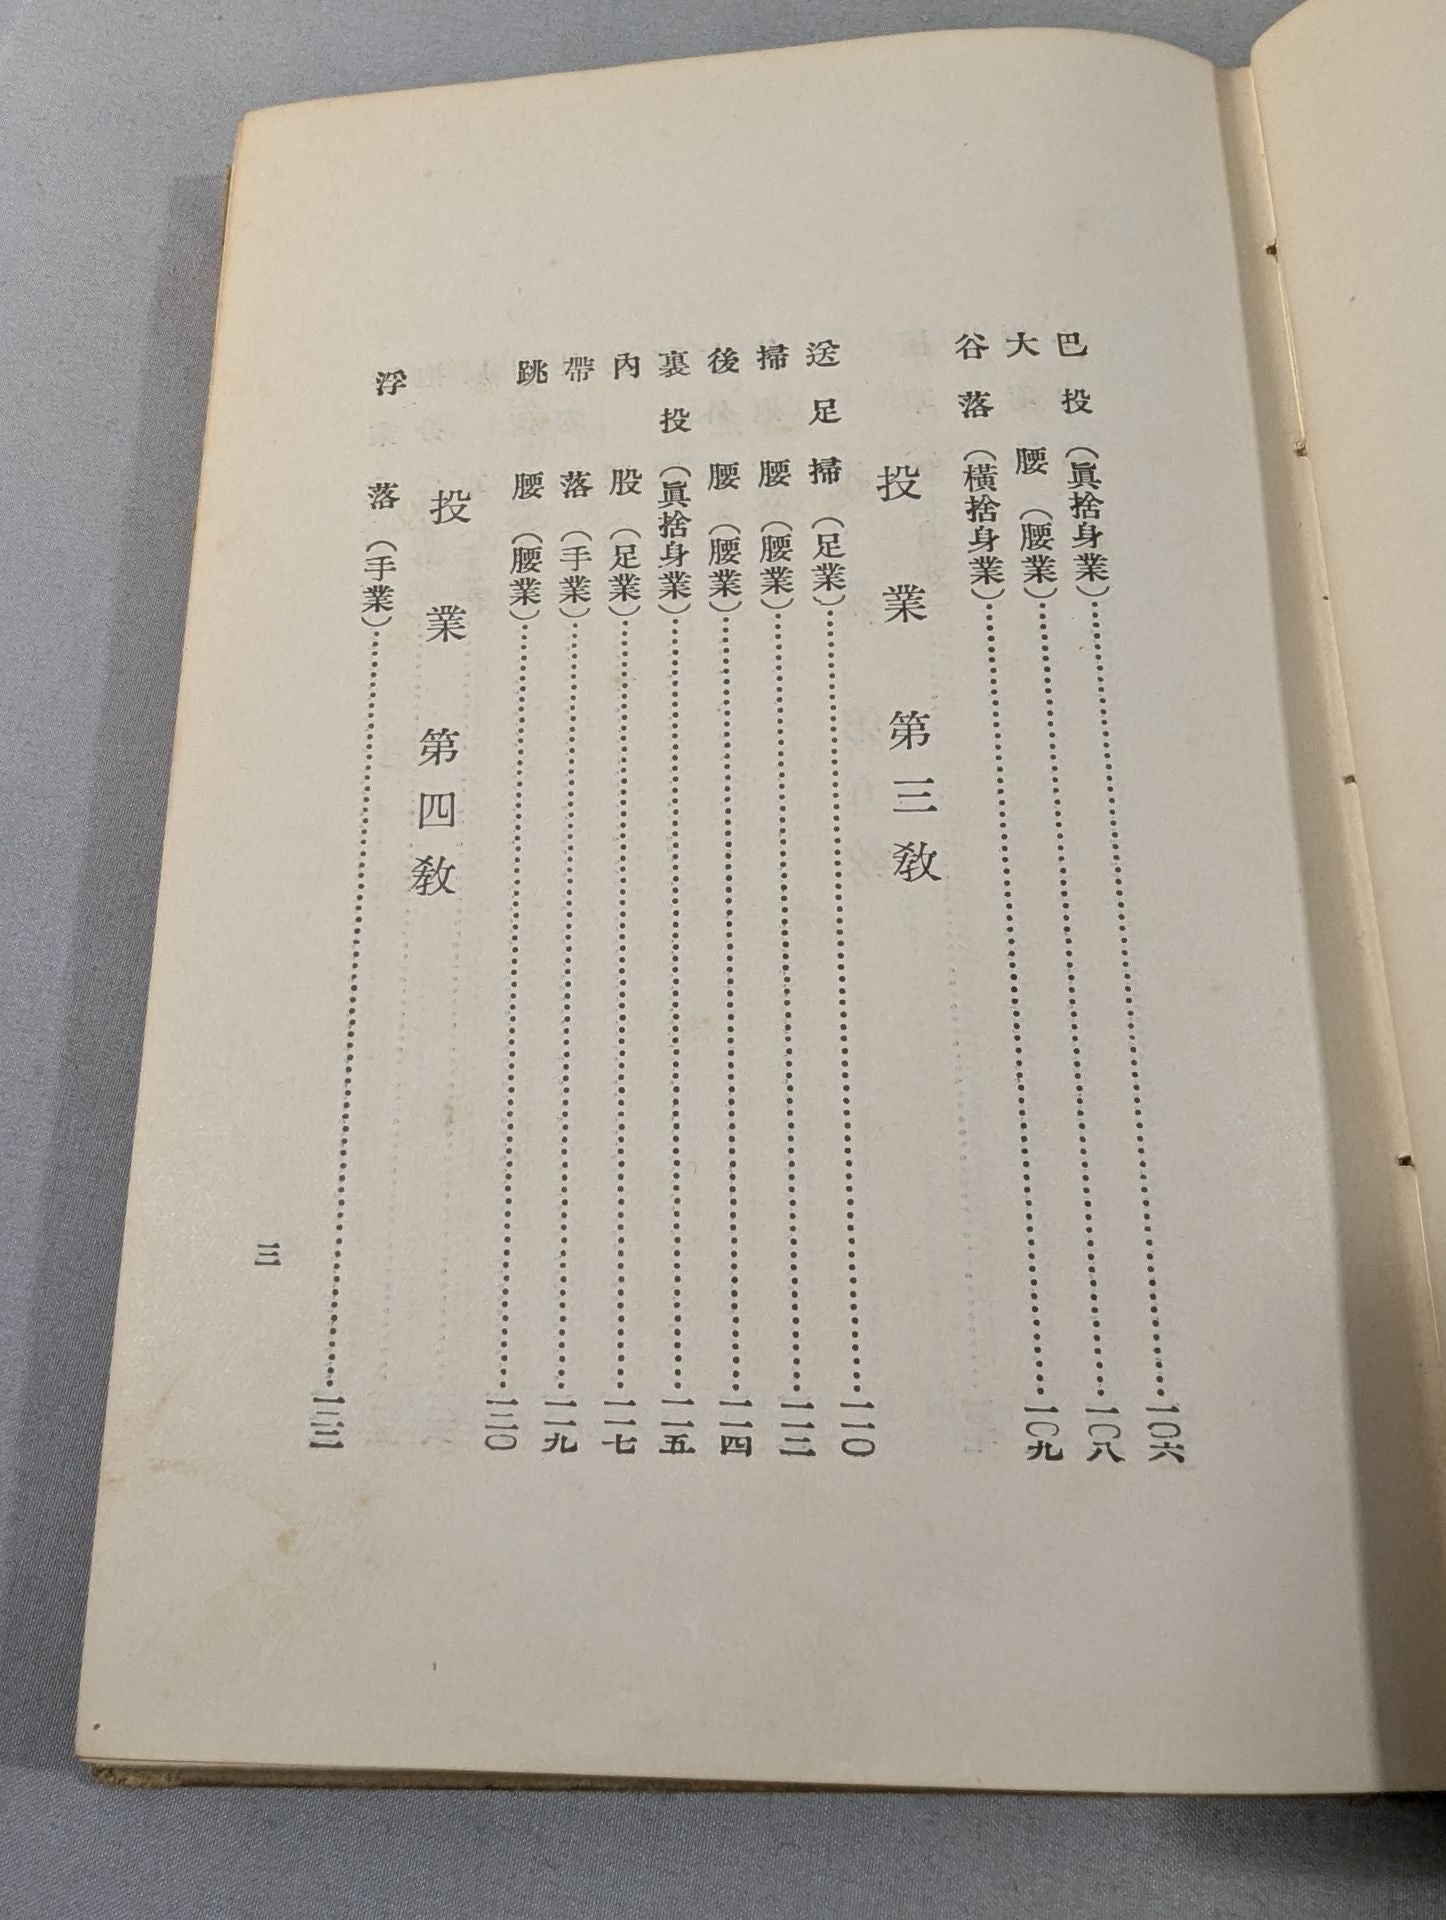 巴投(眞捨身業)……一〇六
大腰(腰業)……一〇八
谷落(橫捨身業)……一〇九
投業第三敎
送足掃(足業)……一一〇
掃腰(腰業)……一一二
後腰(腰業)……一一四
裏投(眞捨身業)……一一五
內股(足業)……一一七
帶落(手業)……一一九
跳腰(腰業)……一二〇
投業第四敎
浮落(手業)……一二三
三